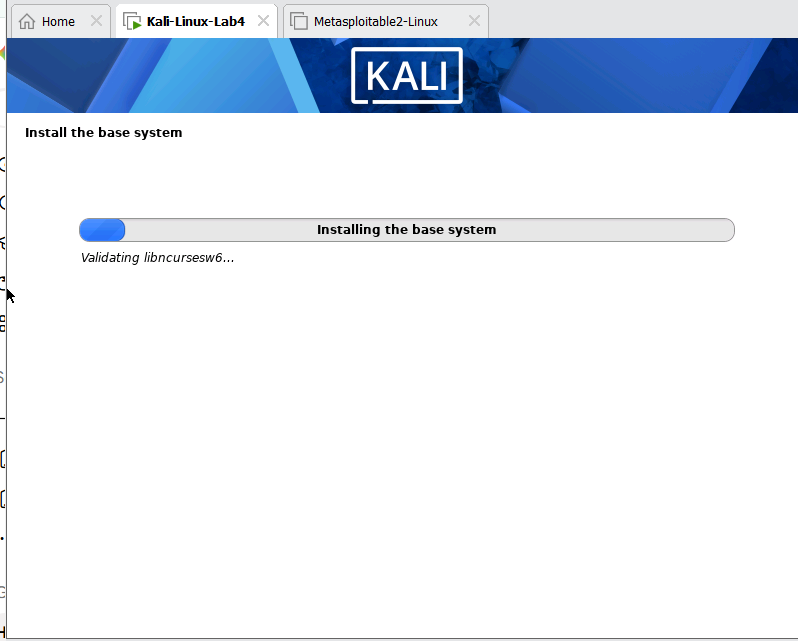 Home
Kali-Linux-Lab4
Metasploitable2-Linux
KALI
Install the base system
Installing the base system
Validating libncursesw6...